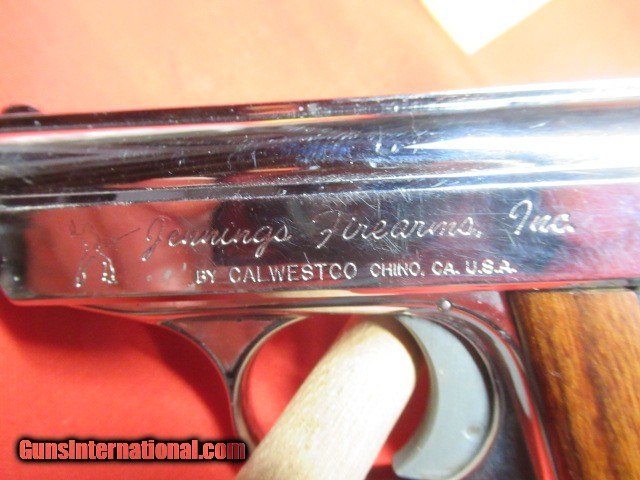 Jennings Firearms, Inc.
BY CALWESTCO CHINO, CA. U.S.A.
GunsInternational.com